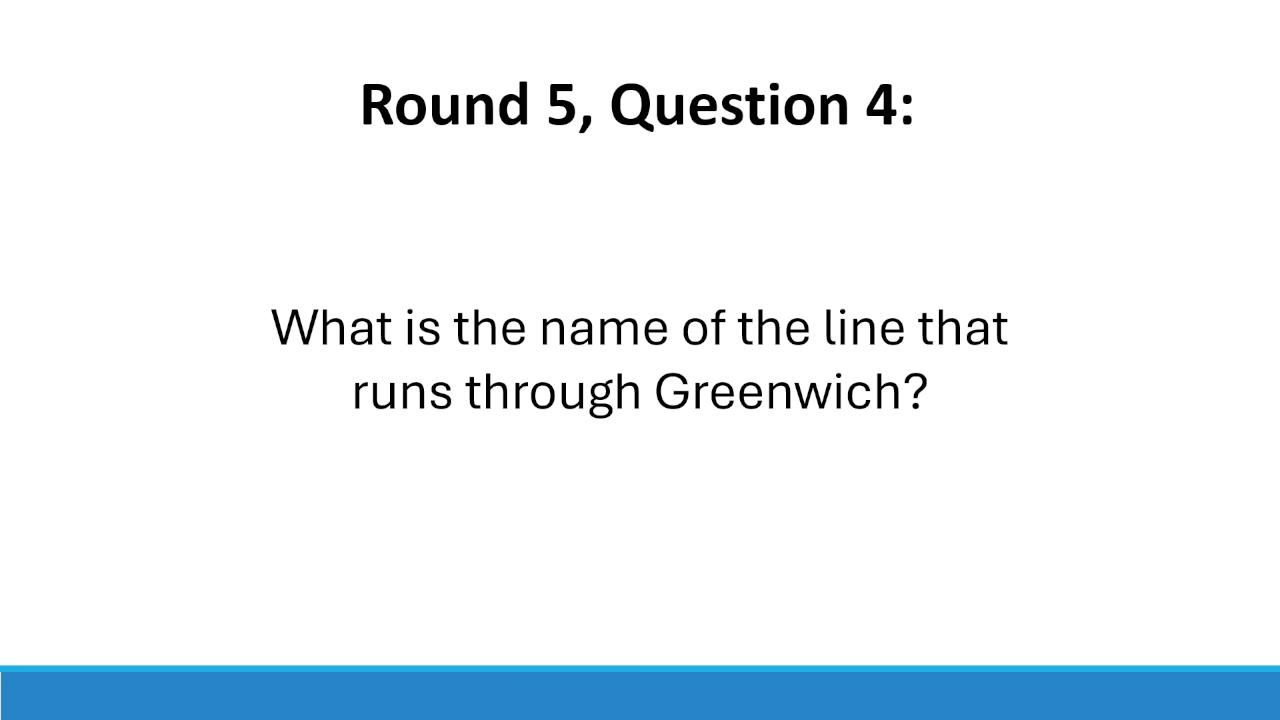 Round 5, Question 4:
What is the name of the line that
runs through Greenwich?